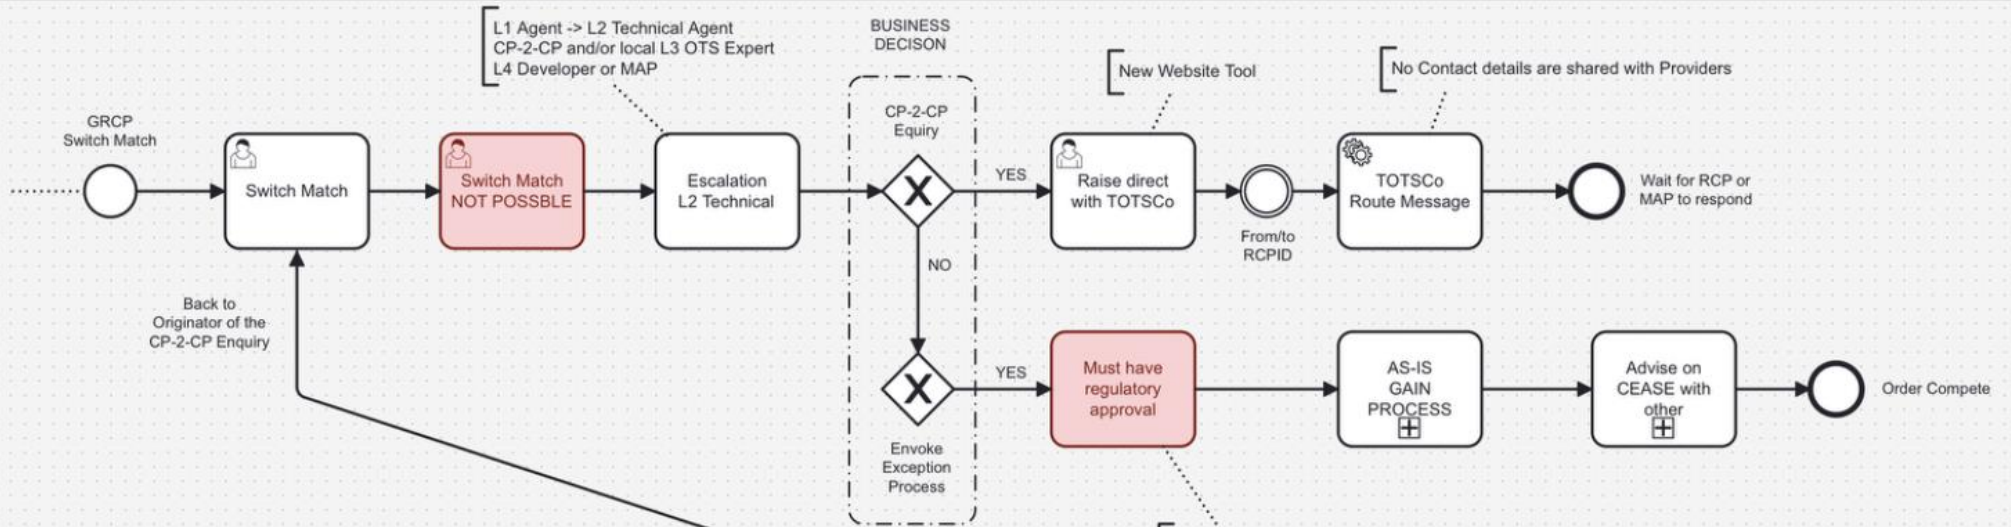 L1 Agent -> L2 Technical Agent
CP-2-CP and/or local L3 OTS Expert
L4 Developer or MAP
BUSINESS
DECISON
New Website Tool
No Contact details are shared with Providers
GRCP
Switch Match
Switch Match
Switch Match
NOT POSSBLE
Escalation
L2 Technical
CP-2-CP
Equiry
YES
Raise direct
with TOTSCo
From/to
RCPID
TOTSCo
Route Message
Wait for RCP or
MAP to respond
NO
Back to
Originator of the
CP-2-CP Enquiry
Envoke
Exception
Process
YES
Must have
regulatory
approval
AS-IS
GAIN
PROCESS
Advise on
CEASE with
other
Order Compete